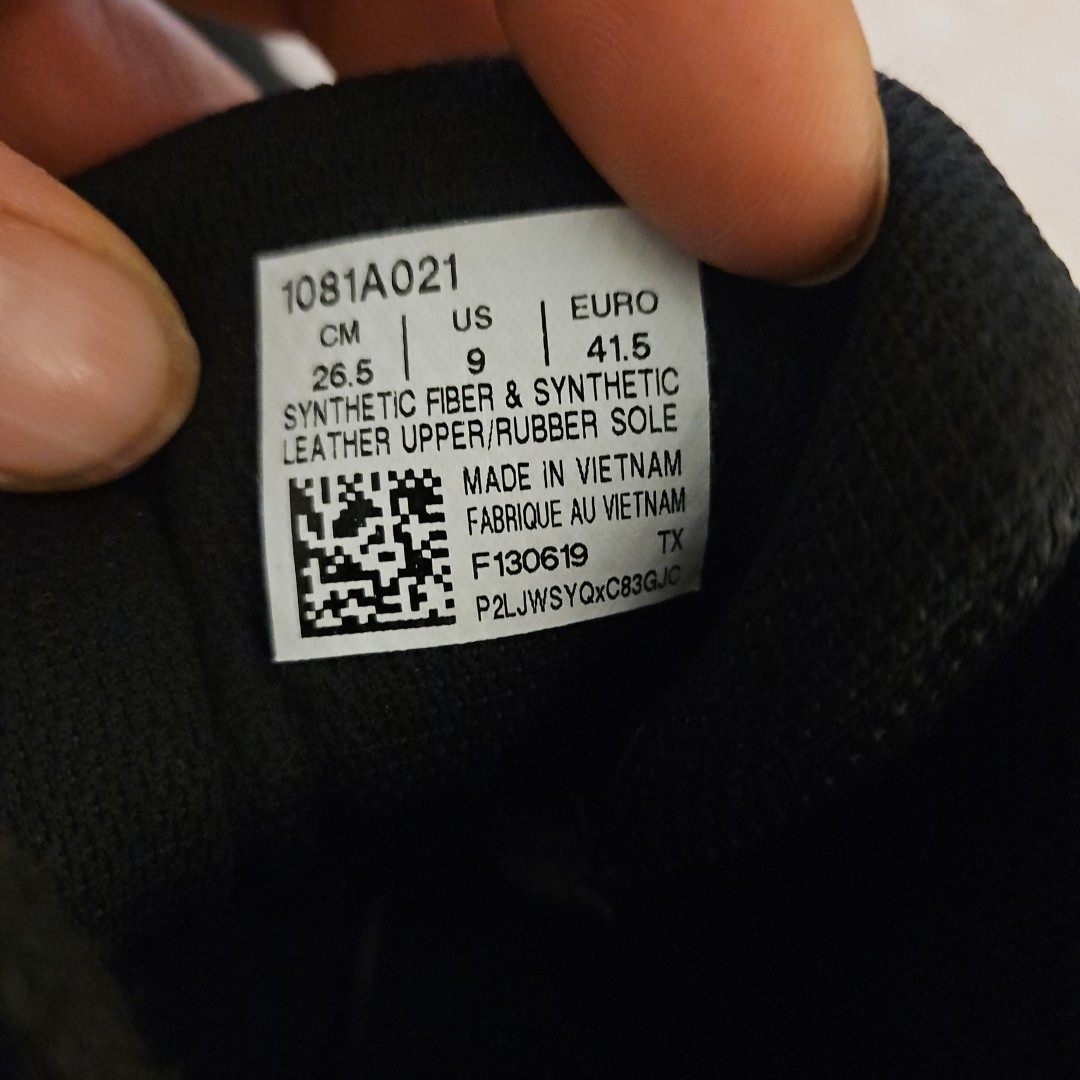 1081A021
CM | US | EURO
26.5 | 9 | 41.5
SYNTHETIC FIBER & SYNTHETIC
LEATHER UPPER/RUBBER SOLE
MADE IN VIETNAM
FABRIQUE AU VIETNAM
F130619 TX
P2LJWSYQxC83GJC